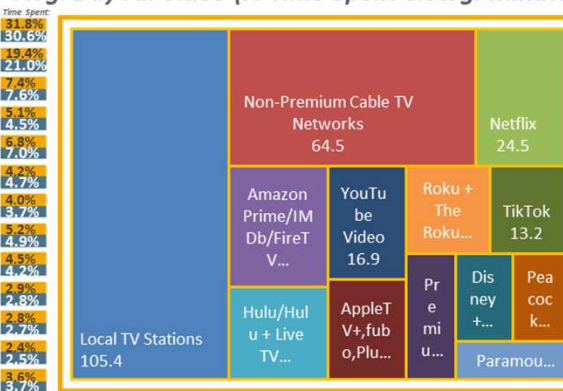 Time Spent:
31.8%
30.6%
19.4%
21.0%
7.4%
7.6%
5.1%
4.5%
6.8%
7.0%
4.2%
4.7%
4.0%
3.7%
5.2%
4.9%
4.5%
4.2%
2.9%
2.8%
2.8%
2.7%
2.4%
2.5%
3.6%
3.7%
Local TV Stations
105.4
Non-Premium Cable TV
Networks
64.5
Netflix
24.5
Amazon
Prime/IM
Db/FireT
V...
YouTu
be
Video
16.9
Roku +
The
Roku...
TikTok
13.2
Hulu/Hul
u + Live
TV...
AppleT
V+,fub
o,Plu...
Pr
e
mi
u...
Dis
ney
+...
Pea
coc
k...
Paramou...